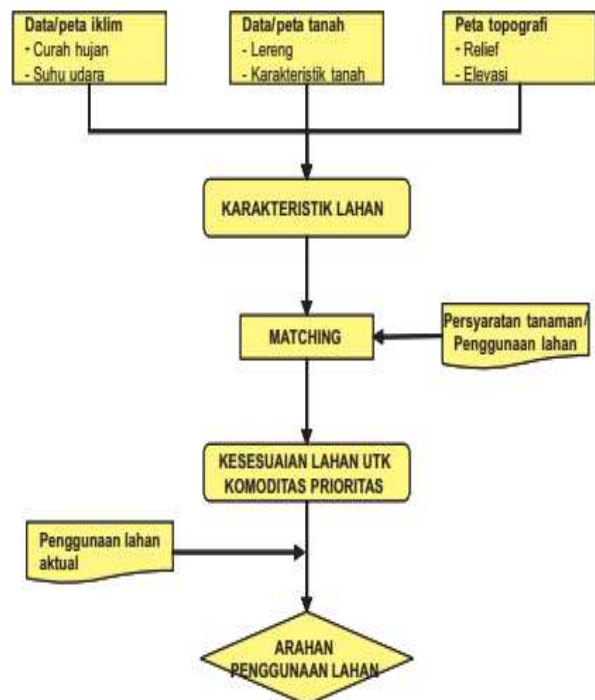 Data/peta iklim
- Curah hujan
- Suhu udara
Data/peta tanah
- Lereng
- Karakteristik tanah
Peta topografi
- Relief
- Elevasi
KARAKTERISTIK LAHAN
MATCHING
Persyaratan tanaman/
Penggunaan lahan
KESESUAIAN LAHAN UTK
KOMODITAS PRIORITAS
Penggunaan lahan
aktual
ARAHAN
PENGGUNAAN LAHAN